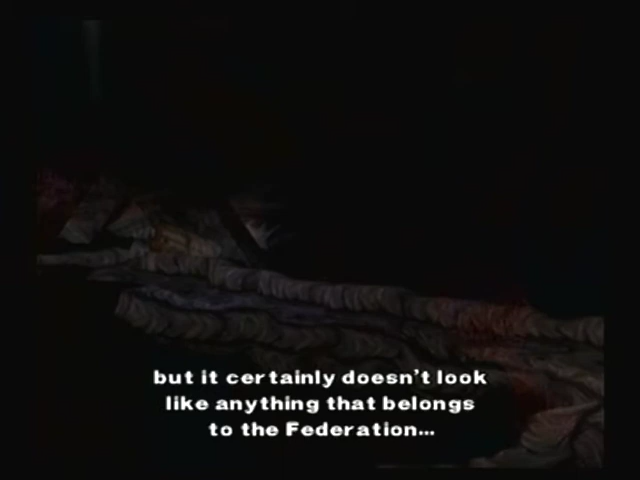 but it certainly doesn't look
like anything that belongs
to the Federation...